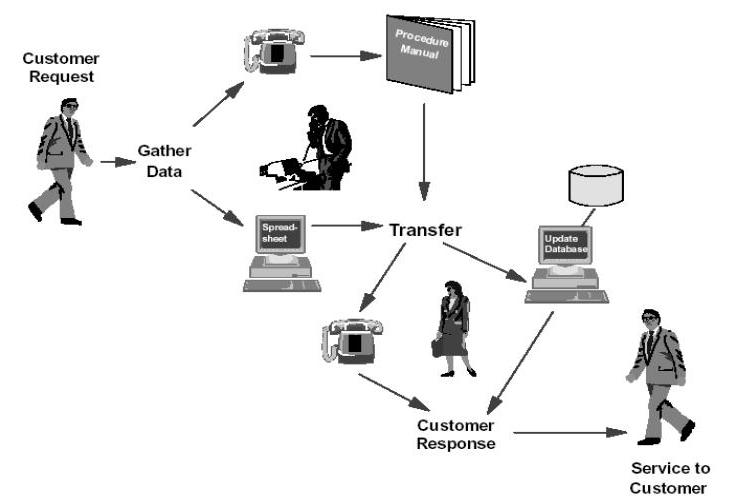 Customer
Request
Procedure
Manual
Gather
Data
Spread-
sheet
Transfer
Update
Database
Customer
Response
Service to
Customer